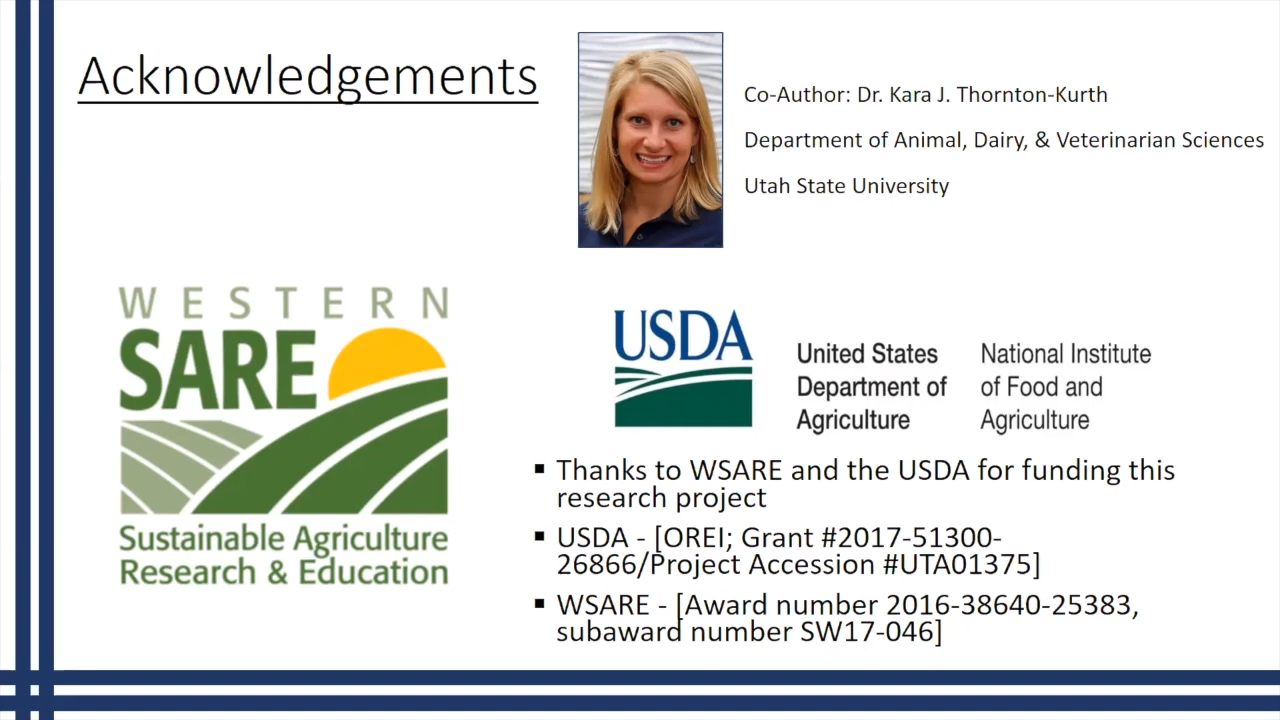 Acknowledgements
Co-Author: Dr. Kara J. Thornton-Kurth
Department of Animal, Dairy, & Veterinarian Sciences
Utah State University
WESTERN
SARE
Sustainable Agriculture
Research & Education
USDA
United States
Department of
Agriculture
National Institute
of Food and
Agriculture
▪ Thanks to WSARE and the USDA for funding this
research project
▪ USDA - [OREI; Grant #2017-51300-
26866/Project Accession #UTA01375]
▪ WSARE - [Award number 2016-38640-25383,
subaward number SW17-046]